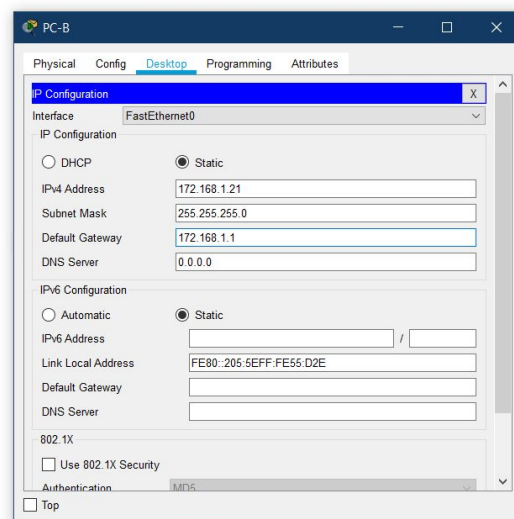 PC-B
Physical Config Desktop Programming Attributes
IP Configuration X
Interface FastEthernet0
IP Configuration
DHCP Static
IPv4 Address 172.168.1.21
Subnet Mask 255.255.255.0
Default Gateway 172.168.1.1
DNS Server 0.0.0.0
IPv6 Configuration
Automatic Static
IPv6 Address /
Link Local Address FE80::205:5EFF:FE55:D2E
Default Gateway
DNS Server
802.1X
Use 802.1X Security
Authentication MD5
Top